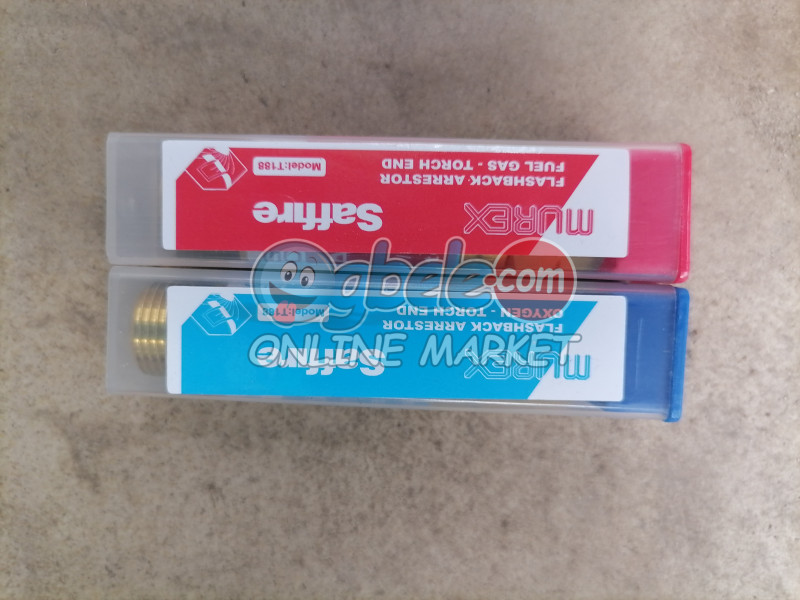 MUREX
Saffire
FLASHBACK ARRESTOR
FUEL GAS - TORCH END
Model:T188
gbele.com
ONLINE MARKET
MUREX
Saffire
FLASHBACK ARRESTOR
OXYGEN - TORCH END
Model:T188